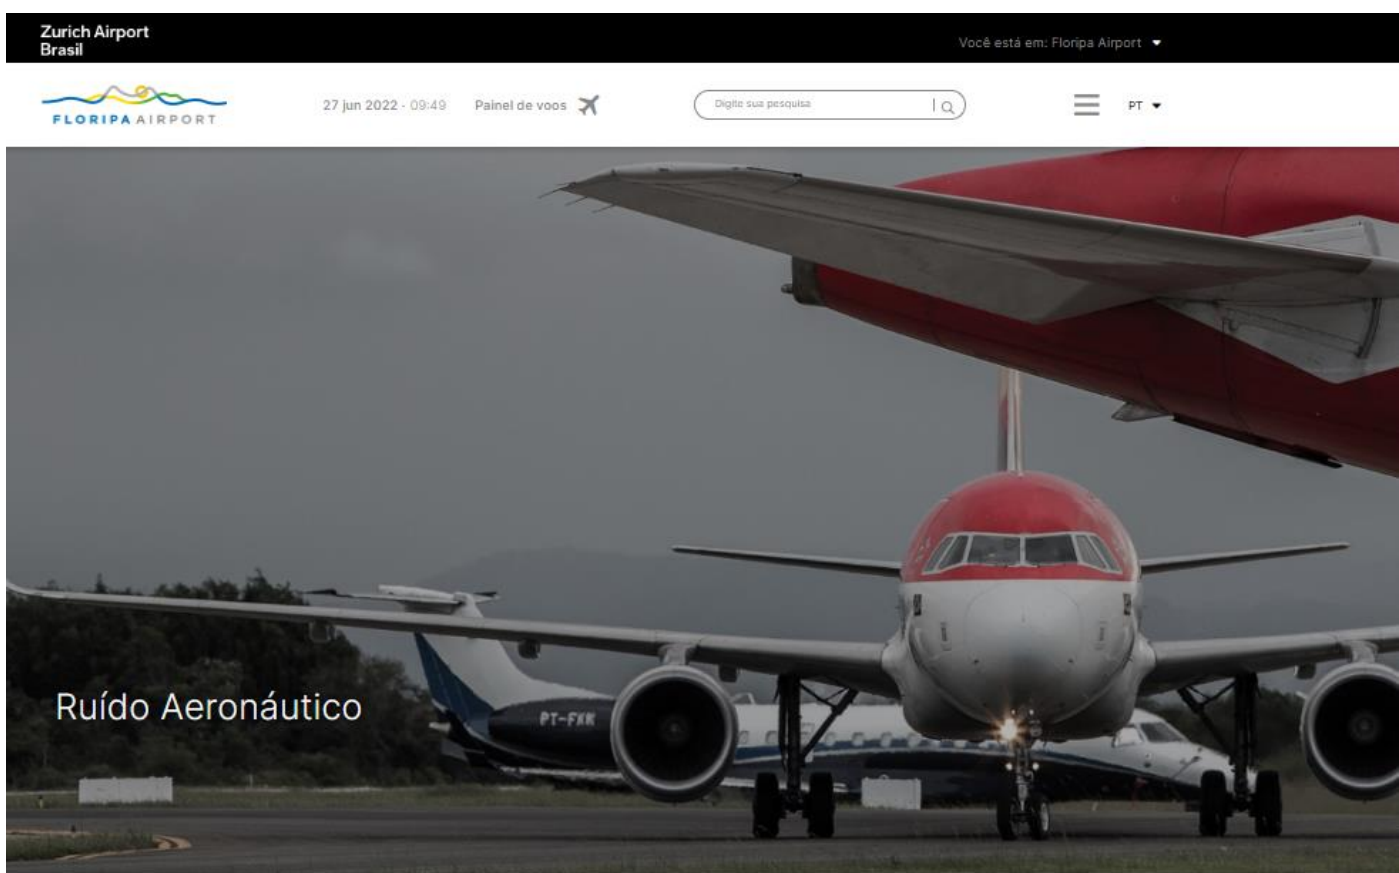 Zurich Airport
Brasil
Você está em: Floripa Airport
FLORIPA AIRPORT
27 jun 2022 - 09:49
Painel de voos
Digite sua pesquisa
PT
Ruído Aeronáutico
PT-FKK